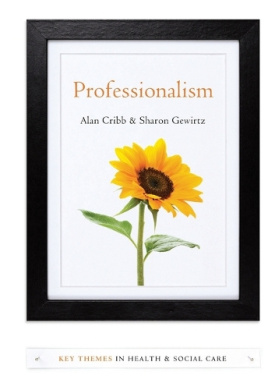 Professionalism
Alan Cribb & Sharon Gewirtz
KEY THEMES IN HEALTH & SOCIAL CARE